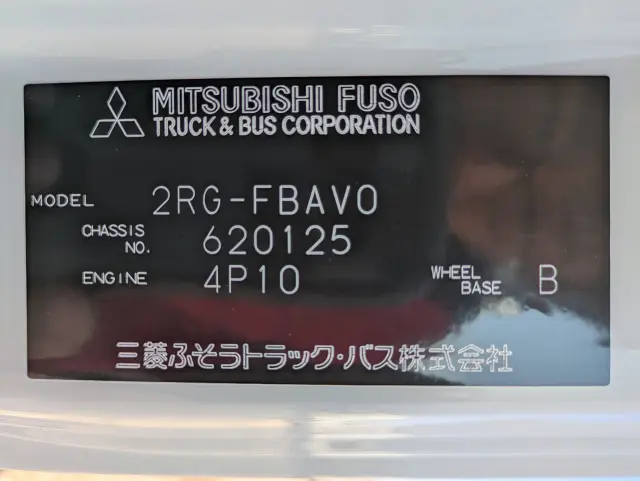 MITSUBISHI FUSO
TRUCK & BUS CORPORATION
MODEL 2RG-FBAV0
CHASSIS NO. 620125
ENGINE 4P10 WHEEL BASE B
三菱ふそうトラック・バス株式会社